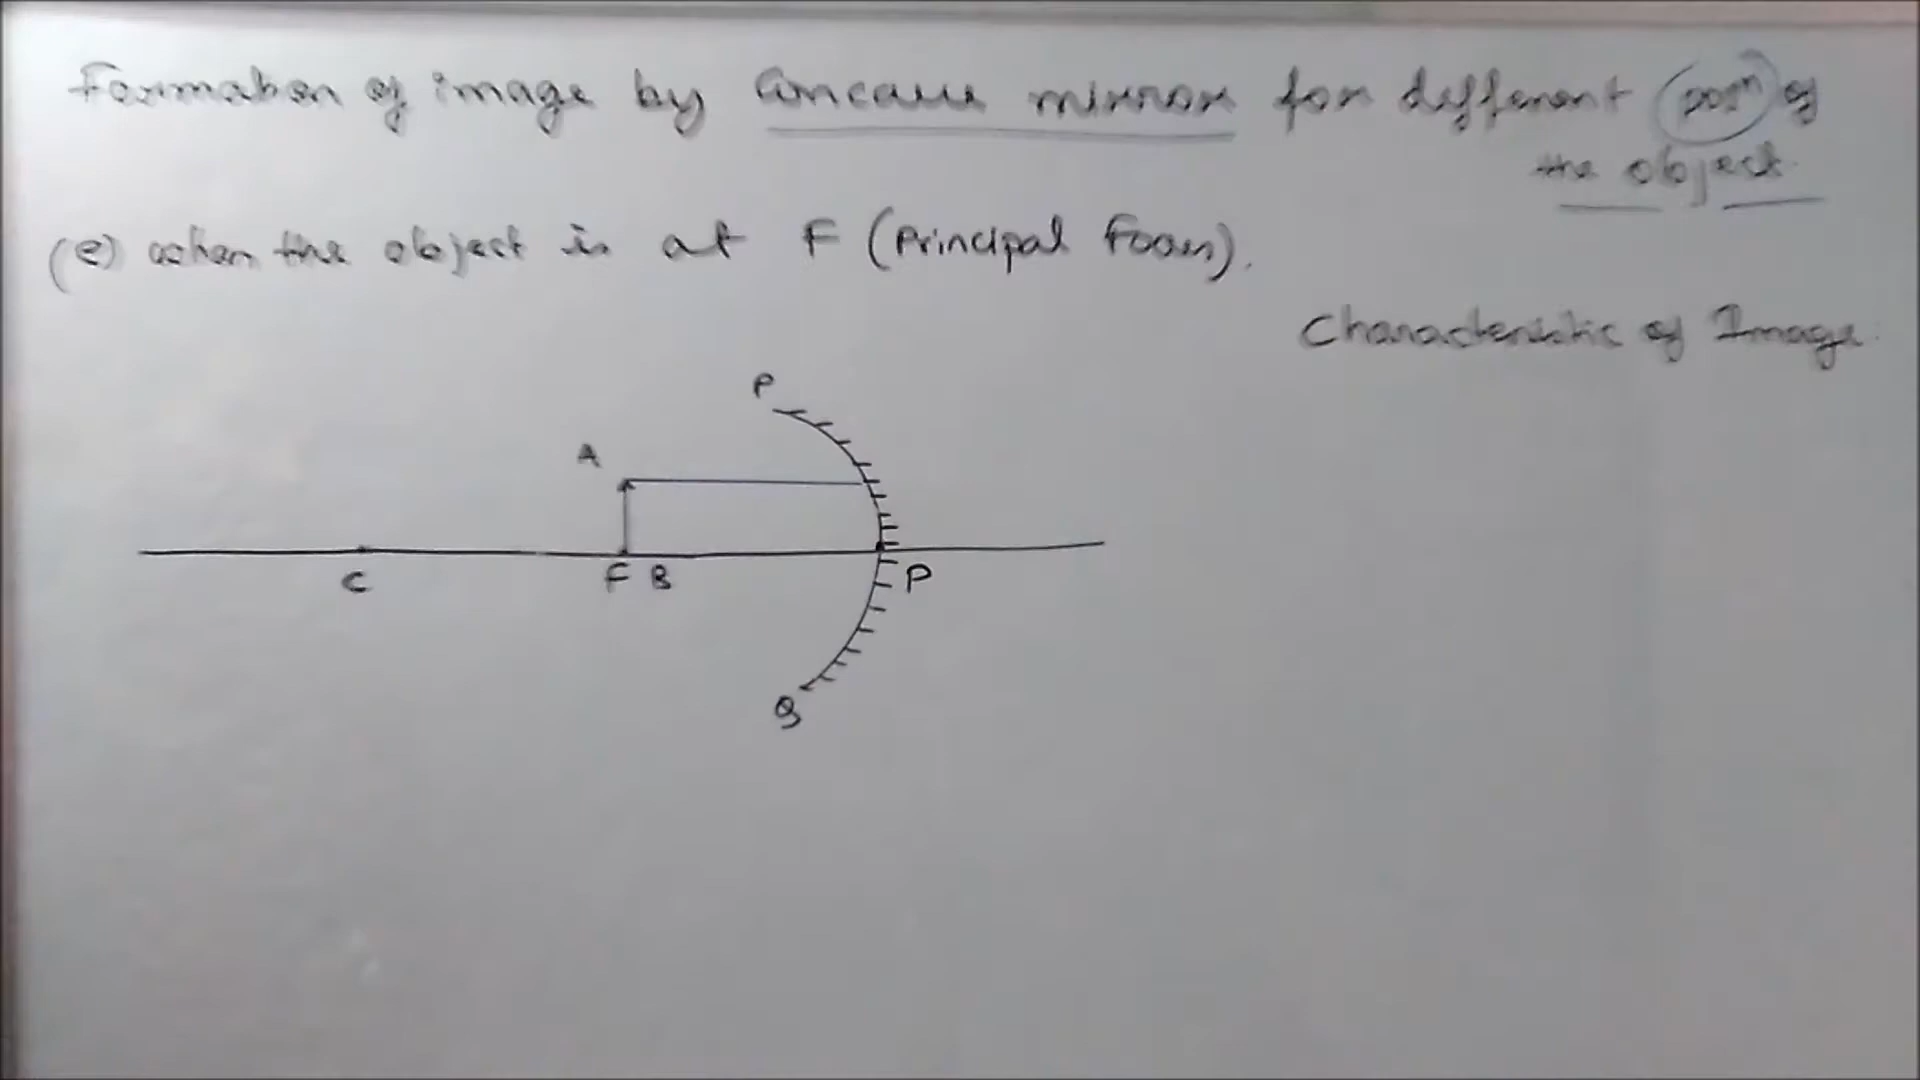 Formation of image by Concave mirror for different posn of
the object.
(e) when the object is at F (Principal Focus).
Characteristic of Image.
P
A
C
F B
P
Q